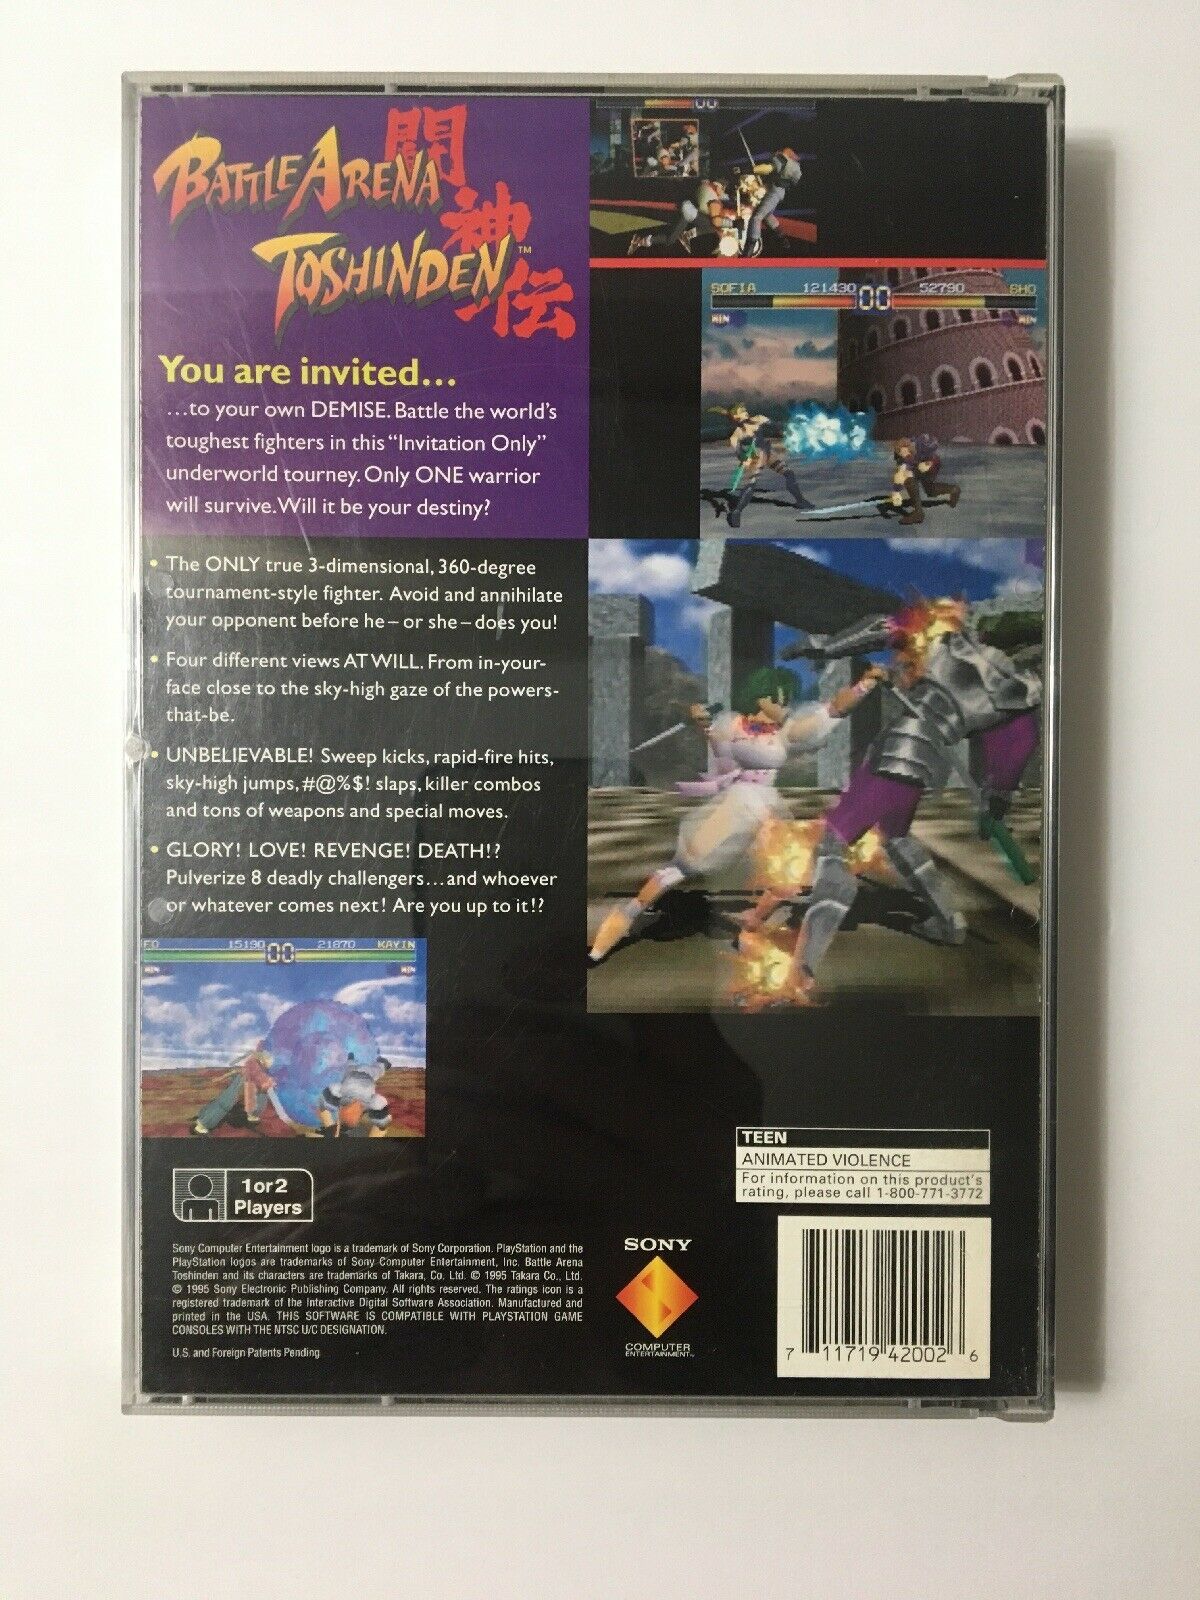 BATTLE ARENA
TOSHINDEN™
闘
神
伝
You are invited...
...to your own DEMISE. Battle the world's
toughest fighters in this "Invitation Only"
underworld tourney. Only ONE warrior
will survive. Will it be your destiny?
• The ONLY true 3-dimensional, 360-degree
tournament-style fighter. Avoid and annihilate
your opponent before he – or she – does you!
• Four different views AT WILL. From in-your-
face close to the sky-high gaze of the powers-
that-be.
• UNBELIEVABLE! Sweep kicks, rapid-fire hits,
sky-high jumps, #@%$! slaps, killer combos
and tons of weapons and special moves.
• GLORY! LOVE! REVENGE! DEATH!?
Pulverize 8 deadly challengers...and whoever
or whatever comes next! Are you up to it!?
00
SOFIA 121430 00 52790 SHO
WIN WIN
EO 15190 00 21870 KAYIN
WIN WIN
1 or 2
Players
Sony Computer Entertainment logo is a trademark of Sony Corporation. PlayStation and the
PlayStation logos are trademarks of Sony Computer Entertainment, Inc. Battle Arena
Toshinden and its characters are trademarks of Takara, Co. Ltd. © 1995 Takara Co., Ltd.
© 1995 Sony Electronic Publishing Company. All rights reserved. The ratings icon is a
registered trademark of the Interactive Digital Software Association. Manufactured and
printed in the USA. THIS SOFTWARE IS COMPATIBLE WITH PLAYSTATION GAME
CONSOLES WITH THE NTSC U/C DESIGNATION.
U.S. and Foreign Patents Pending
SONY
COMPUTER
ENTERTAINMENT™
TEEN
ANIMATED VIOLENCE
For information on this product's
rating, please call 1-800-771-3772
7 11719 42002 6